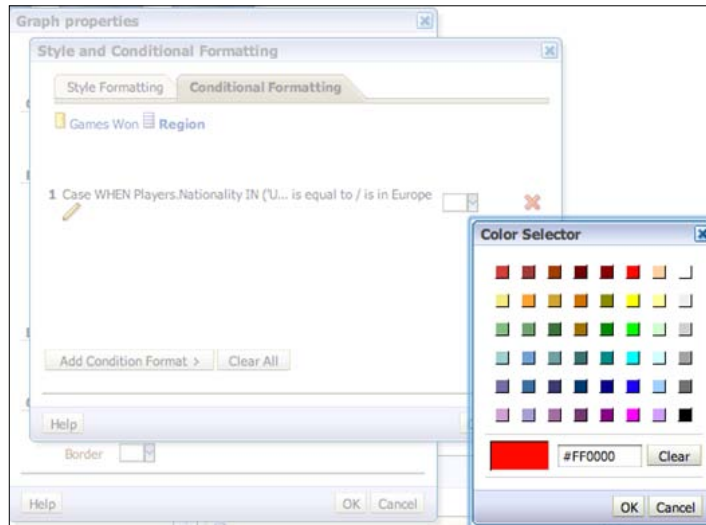 Graph properties
Style and Conditional Formatting
Style Formatting
Conditional Formatting
Games Won Region
1 Case WHEN Players.Nationality IN ('U... is equal to / is in Europe
Color Selector
Add Condition Format > Clear All
Help
#FF0000 Clear
Border
Help OK Cancel
OK Cancel